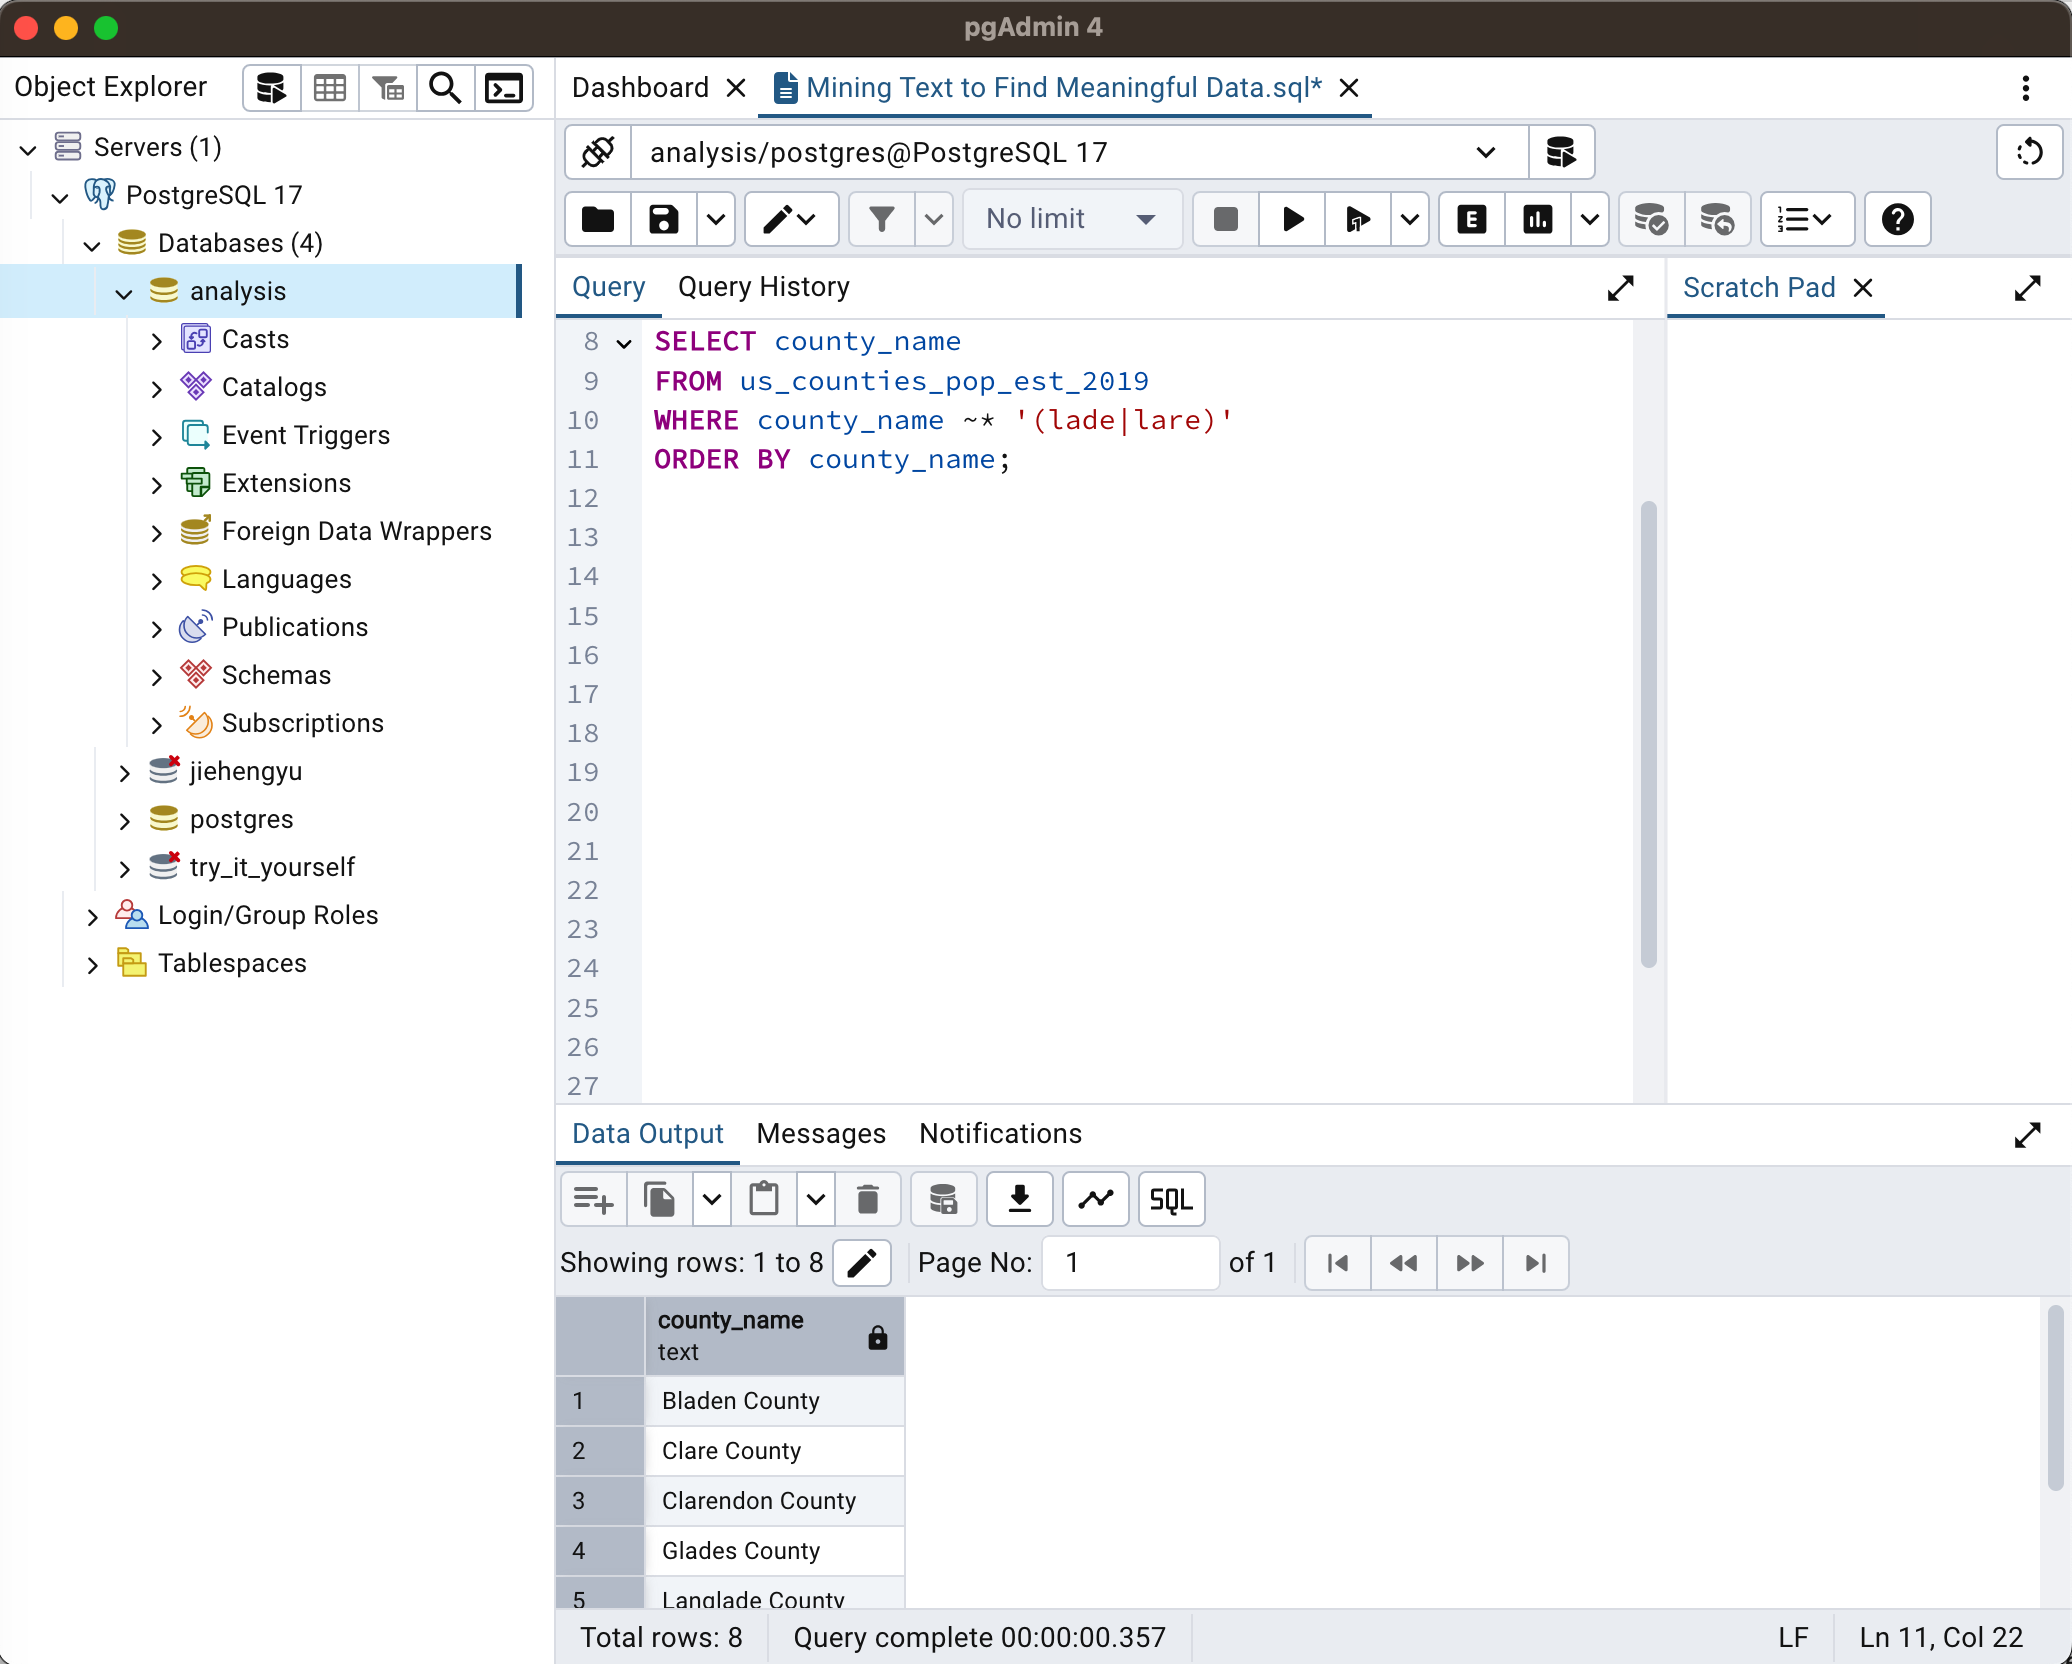 pgAdmin 4
Object Explorer
Servers (1)
PostgreSQL 17
Databases (4)
analysis
Casts
Catalogs
Event Triggers
Extensions
Foreign Data Wrappers
Languages
Publications
Schemas
Subscriptions
jiehengyu
postgres
try_it_yourself
Login/Group Roles
Tablespaces
Dashboard
Mining Text to Find Meaningful Data.sql*
analysis/postgres@PostgreSQL 17
No limit
E
Query
Query History
Scratch Pad
8 SELECT county_name
9 FROM us_counties_pop_est_2019
10 WHERE county_name ~* '(lade|lare)'
11 ORDER BY county_name;
12
13
14
15
16
17
18
19
20
21
22
23
24
25
26
27
Data Output
Messages
Notifications
SQL
Showing rows: 1 to 8
Page No: 1 of 1
county_name
text
1 Bladen County
2 Clare County
3 Clarendon County
4 Glades County
5 Langlade County
Total rows: 8
Query complete 00:00:00.357
LF
Ln 11, Col 22